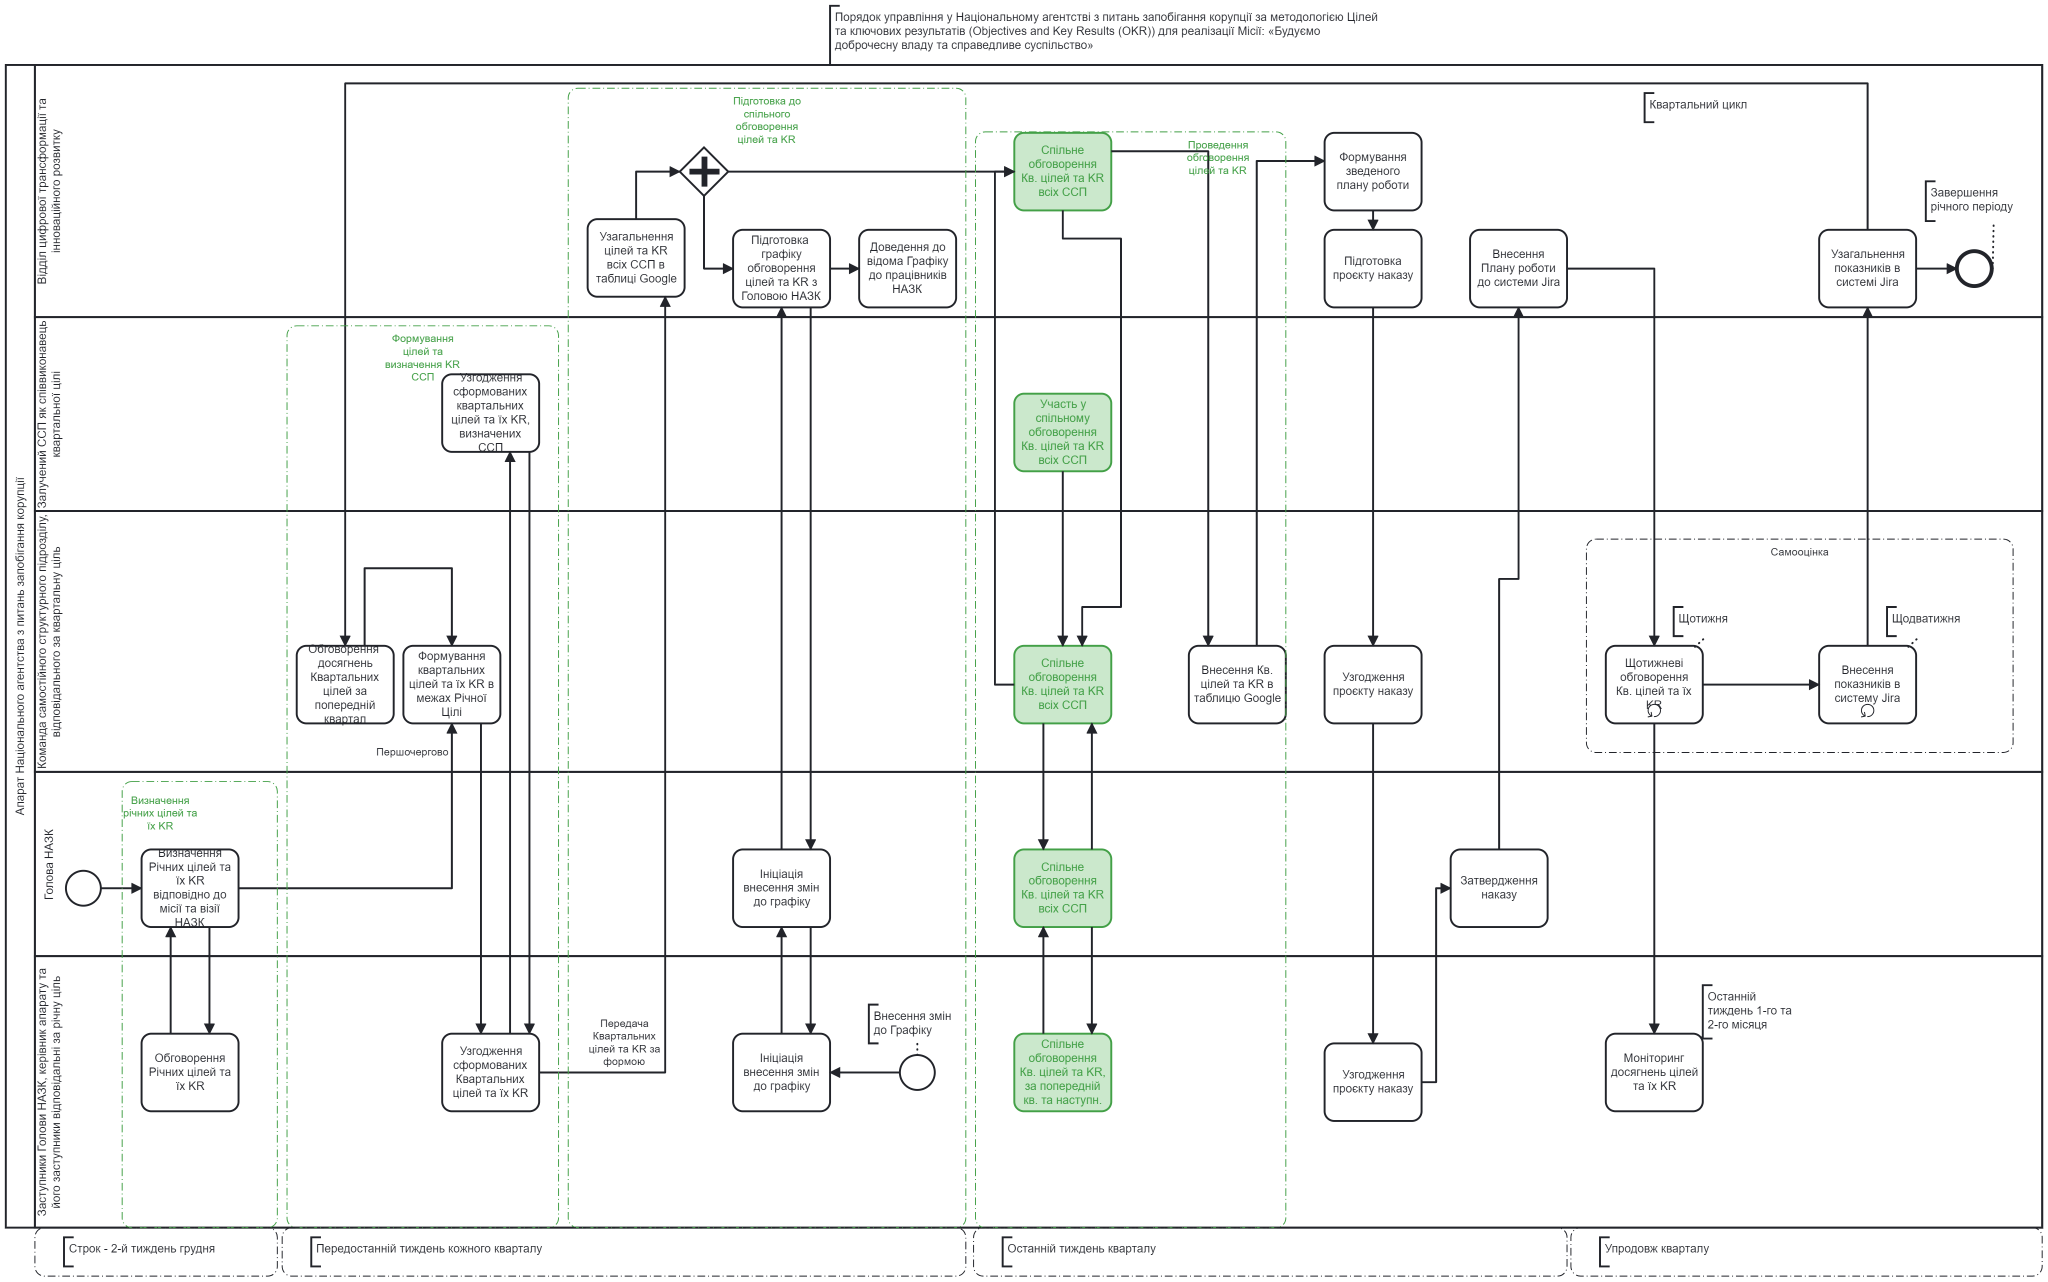 Порядок управління у Національному агентстві з питань запобігання корупції за методологією Цілей
та ключових результатів (Objectives and Key Results (OKR)) для реалізації Місії: «Будуємо
доброчесну владу та справедливе суспільство»
Апарат Національного агентства з питань запобігання корупції
Відділ цифрової трансформації та
інноваційного розвитку
Підготовка до
спільного
обговорення
цілей та KR
Узагальнення
цілей та KR
всіх ССП в
таблиці Google
Підготовка
графіку
обговорення
цілей та KR з
Головою НАЗК
Доведення до
відома Графіку
до працівників
НАЗК
Спільне
обговорення
Кв. цілей та KR
всіх ССП
Проведення
обговорення
цілей та KR
Формування
зведеного
плану роботи
Підготовка
проєкту наказу
Внесення
Плану роботи
до системи Jira
Квартальний цикл
Узагальнення
показників в
системі Jira
Завершення
річного періоду
Залучений ССП як співвиконавець
квартальної цілі
Формування
цілей та
визначення KR
ССП
Узгодження
сформованих
квартальних
цілей та їх KR,
визначених
ССП
Участь у
спільному
обговорення
Кв. цілей та KR
всіх ССП
Команда самостійного структурного підрозділу,
відповідального за квартальну ціль
Обговорення
досягнень
Квартальних
цілей за
попередній
квартал
Формування
квартальних
цілей та їх KR в
межах Річної
Цілі
Першочергово
Спільне
обговорення
Кв. цілей та KR
всіх ССП
Внесення Кв.
цілей та KR в
таблицю Google
Узгодження
проєкту наказу
Самооцінка
Щотижня
Щотижневі
обговорення
Кв. цілей та їх
KR
Щодватижня
Внесення
показників в
систему Jira
Голова НАЗК
Визначення
річних цілей та
їх KR
Визначення
Річних цілей та
їх KR
відповідно до
місії та візії
НАЗК
Ініціація
внесення змін
до графіку
Спільне
обговорення
Кв. цілей та KR
всіх ССП
Затвердження
наказу
Заступники Голови НАЗК, керівник апарату та
його заступники відповідальні за річну ціль
Обговорення
Річних цілей та
їх KR
Узгодження
сформованих
Квартальних
цілей та їх KR
Передача
Квартальних
цілей та KR за
формою
Ініціація
внесення змін
до графіку
Внесення змін
до Графіку
Спільне
обговорення
Кв. цілей та KR,
за попередній
кв. та наступн.
Узгодження
проєкту наказу
Останній
тиждень 1-го та
2-го місяця
Моніторинг
досягнень цілей
та їх KR
Строк - 2-й тиждень грудня
Передостанній тиждень кожного кварталу
Останній тиждень кварталу
Упродовж кварталу